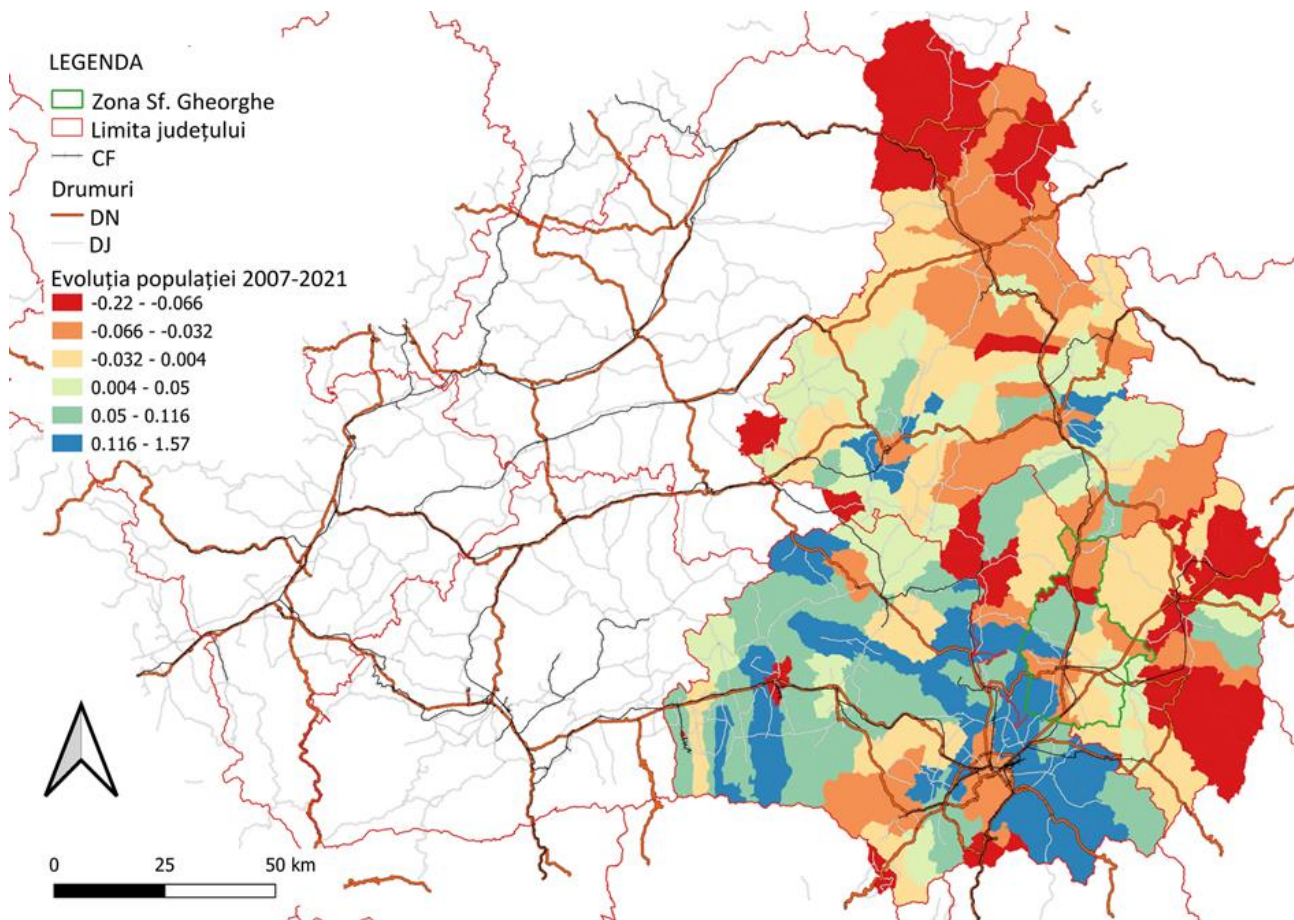 LEGENDA
Zona Sf. Gheorghe
Limita județului
CF
Drumuri
DN
DJ
Evoluția populației 2007-2021
-0.22 - -0.066
-0.066 - -0.032
-0.032 - 0.004
0.004 - 0.05
0.05 - 0.116
0.116 - 1.57
0 25 50 km